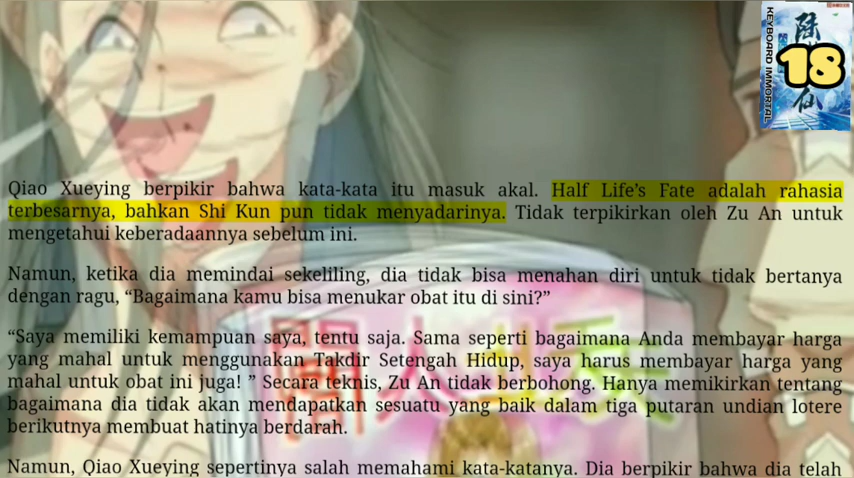 KEYBOARD IMMORTAL
18
Qiao Xueying berpikir bahwa kata-kata itu masuk akal. Half Life's Fate adalah rahasia
terbesarnya, bahkan Shi Kun pun tidak menyadarinya. Tidak terpikirkan oleh Zu An untuk
mengetahui keberadaannya sebelum ini.
Namun, ketika dia memindai sekeliling, dia tidak bisa menahan diri untuk tidak bertanya
dengan ragu, “Bagaimana kamu bisa menukar obat itu di sini?”
“Saya memiliki kemampuan saya, tentu saja. Sama seperti bagaimana Anda membayar harga
yang mahal untuk menggunakan Takdir Setengah Hidup, saya harus membayar harga yang
mahal untuk obat ini juga! ” Secara teknis, Zu An tidak berbohong. Hanya memikirkan tentang
bagaimana dia tidak akan mendapatkan sesuatu yang baik dalam tiga putaran undian lotere
berikutnya membuat hatinya berdarah.
Namun, Qiao Xueying sepertinya salah memahami kata-katanya. Dia berpikir bahwa dia telah